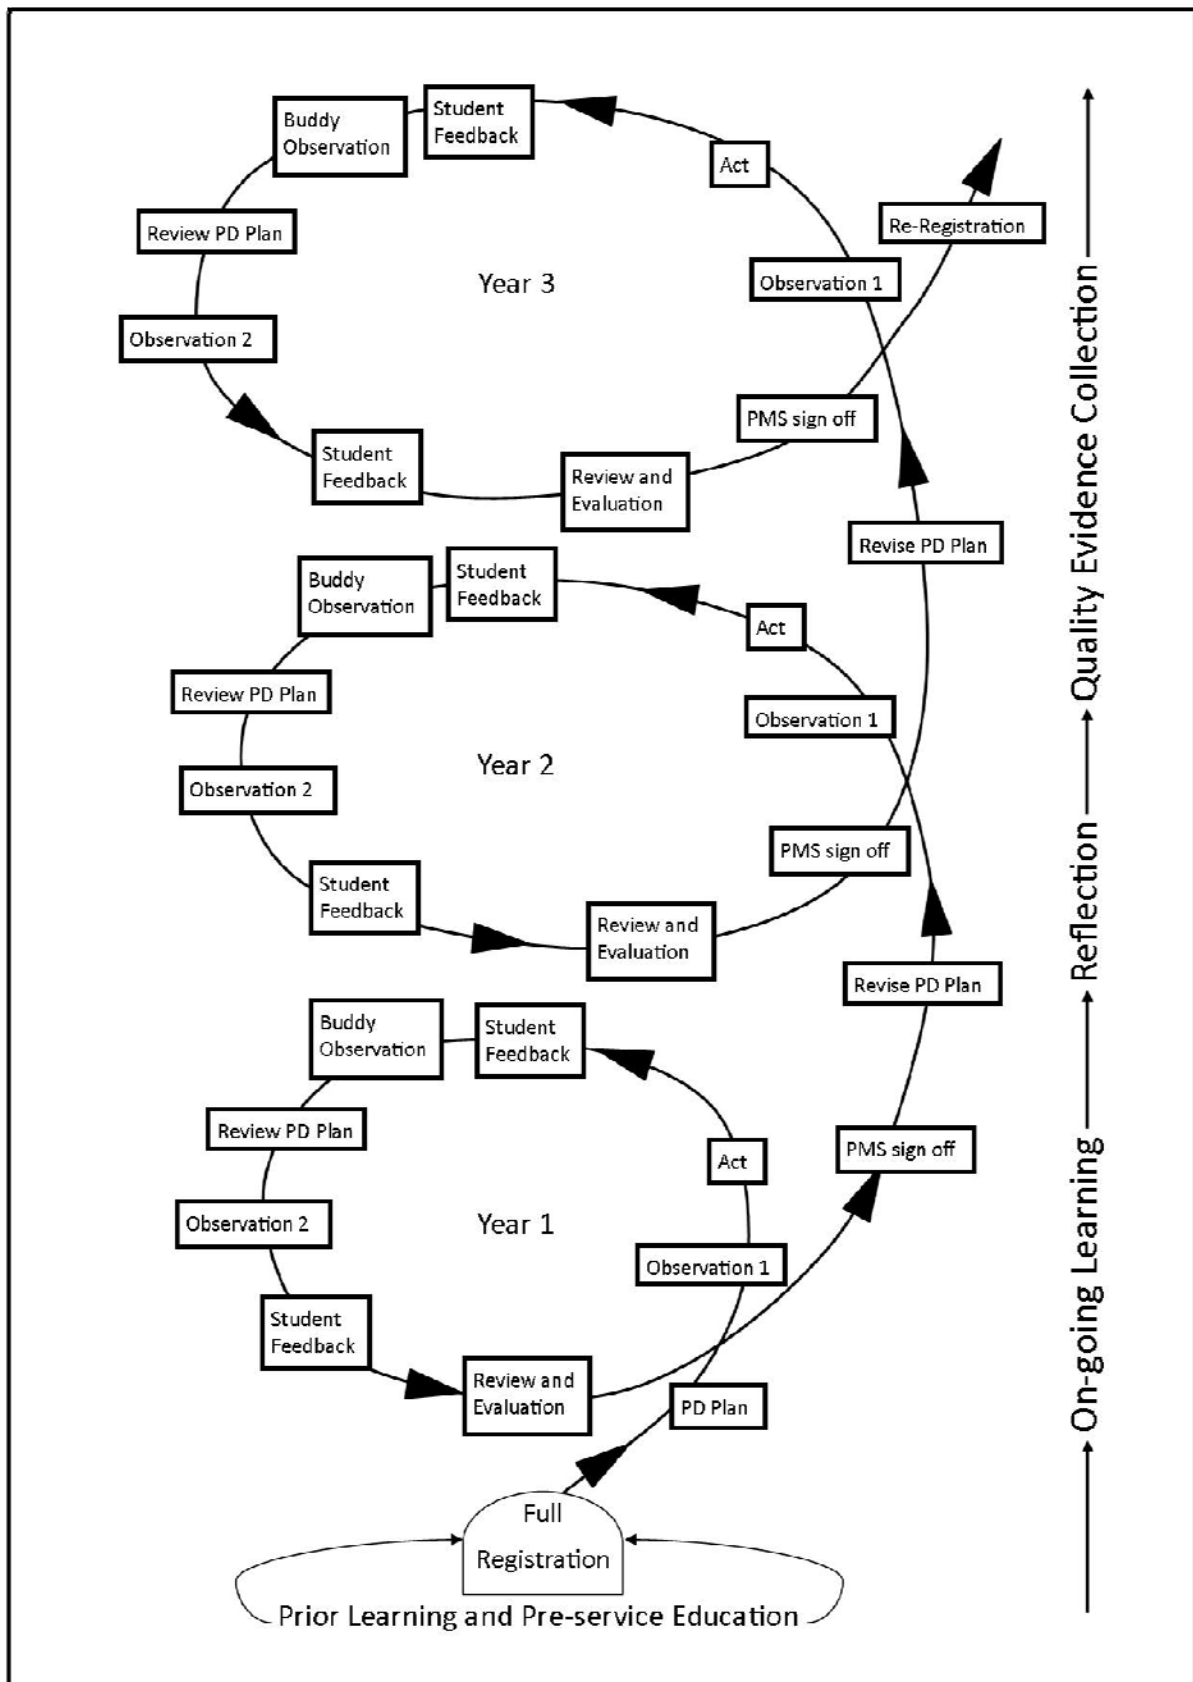 Student
Feedback
Buddy
Observation
Act
Review PD Plan
Re-Registration
Year 3
Observation 1
Observation 2
PMS sign off
Student
Feedback
Review and
Evaluation
Revise PD Plan
Student
Feedback
Buddy
Observation
Act
Review PD Plan
Observation 1
Year 2
Observation 2
PMS sign off
Student
Feedback
Review and
Evaluation
Revise PD Plan
Buddy
Observation
Student
Feedback
Review PD Plan
Act
PMS sign off
Observation 2
Year 1
Observation 1
Student
Feedback
Review and
Evaluation
PD Plan
Full
Registration
Prior Learning and Pre-service Education
On-going Learning
Reflection
Quality Evidence Collection